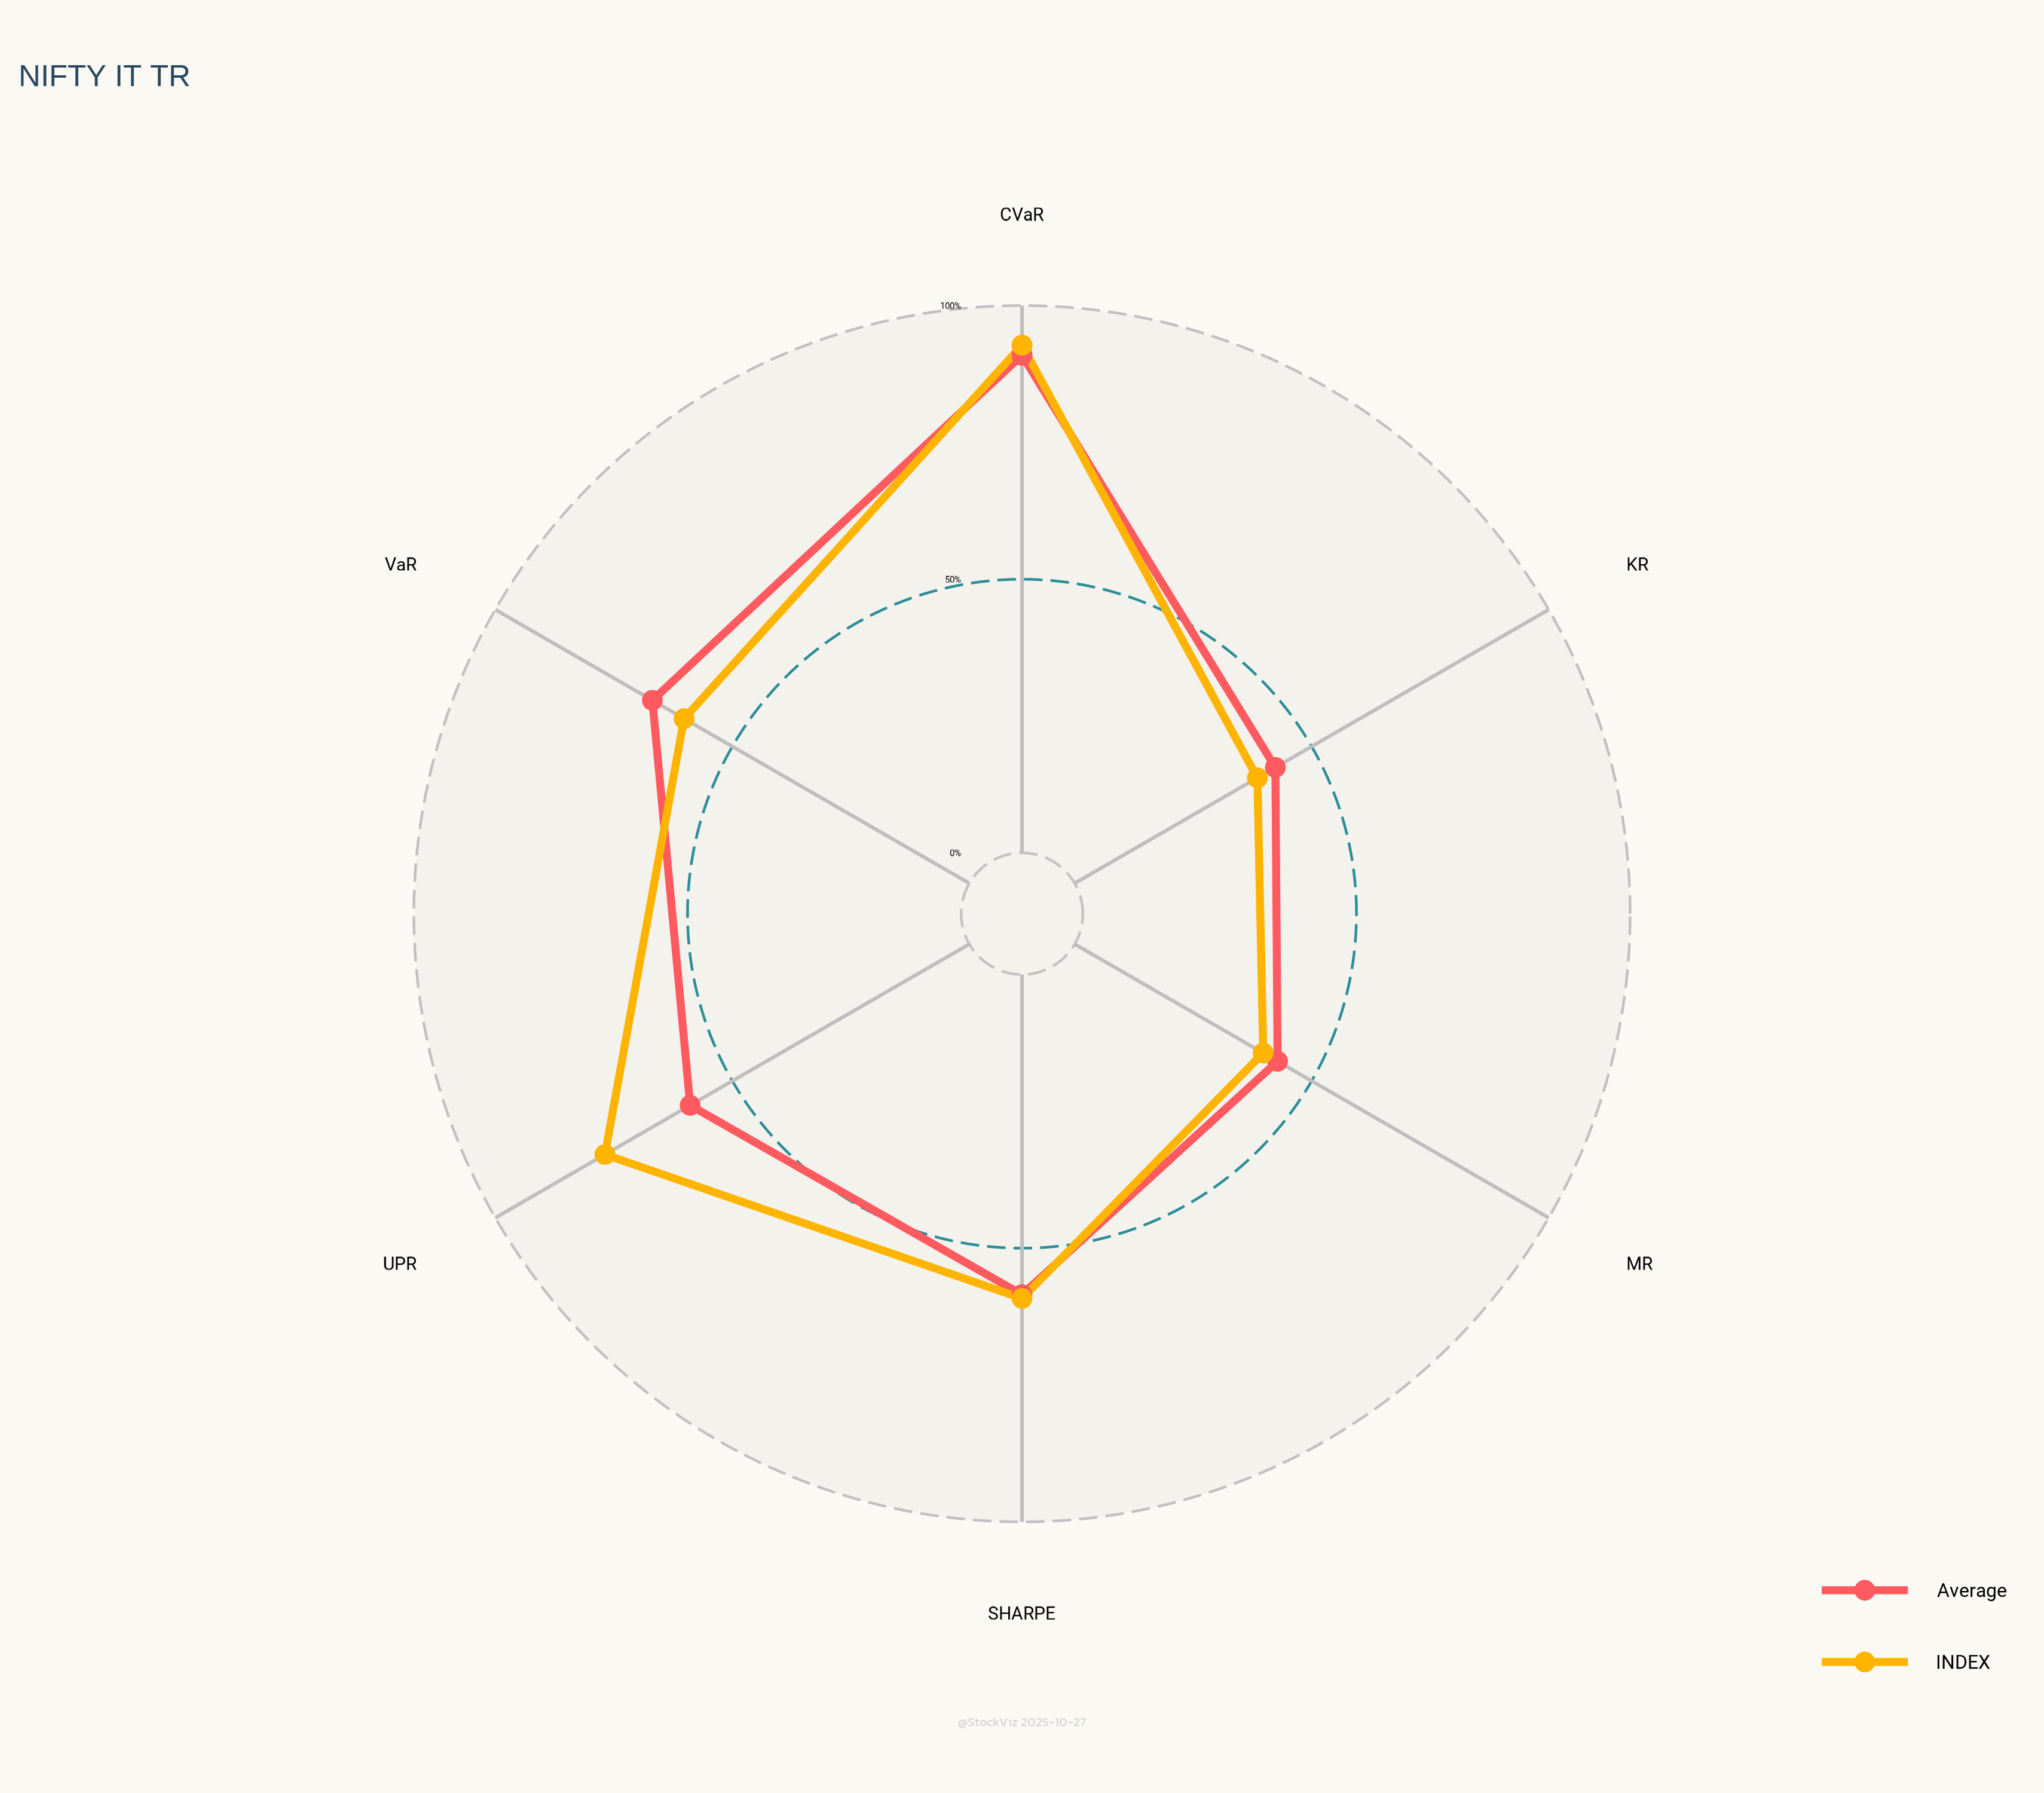 NIFTY IT TR
CVaR
100%
VaR
KR
50%
0%
UPR
MR
SHARPE
Average
INDEX
@StockViz 2025-10-27